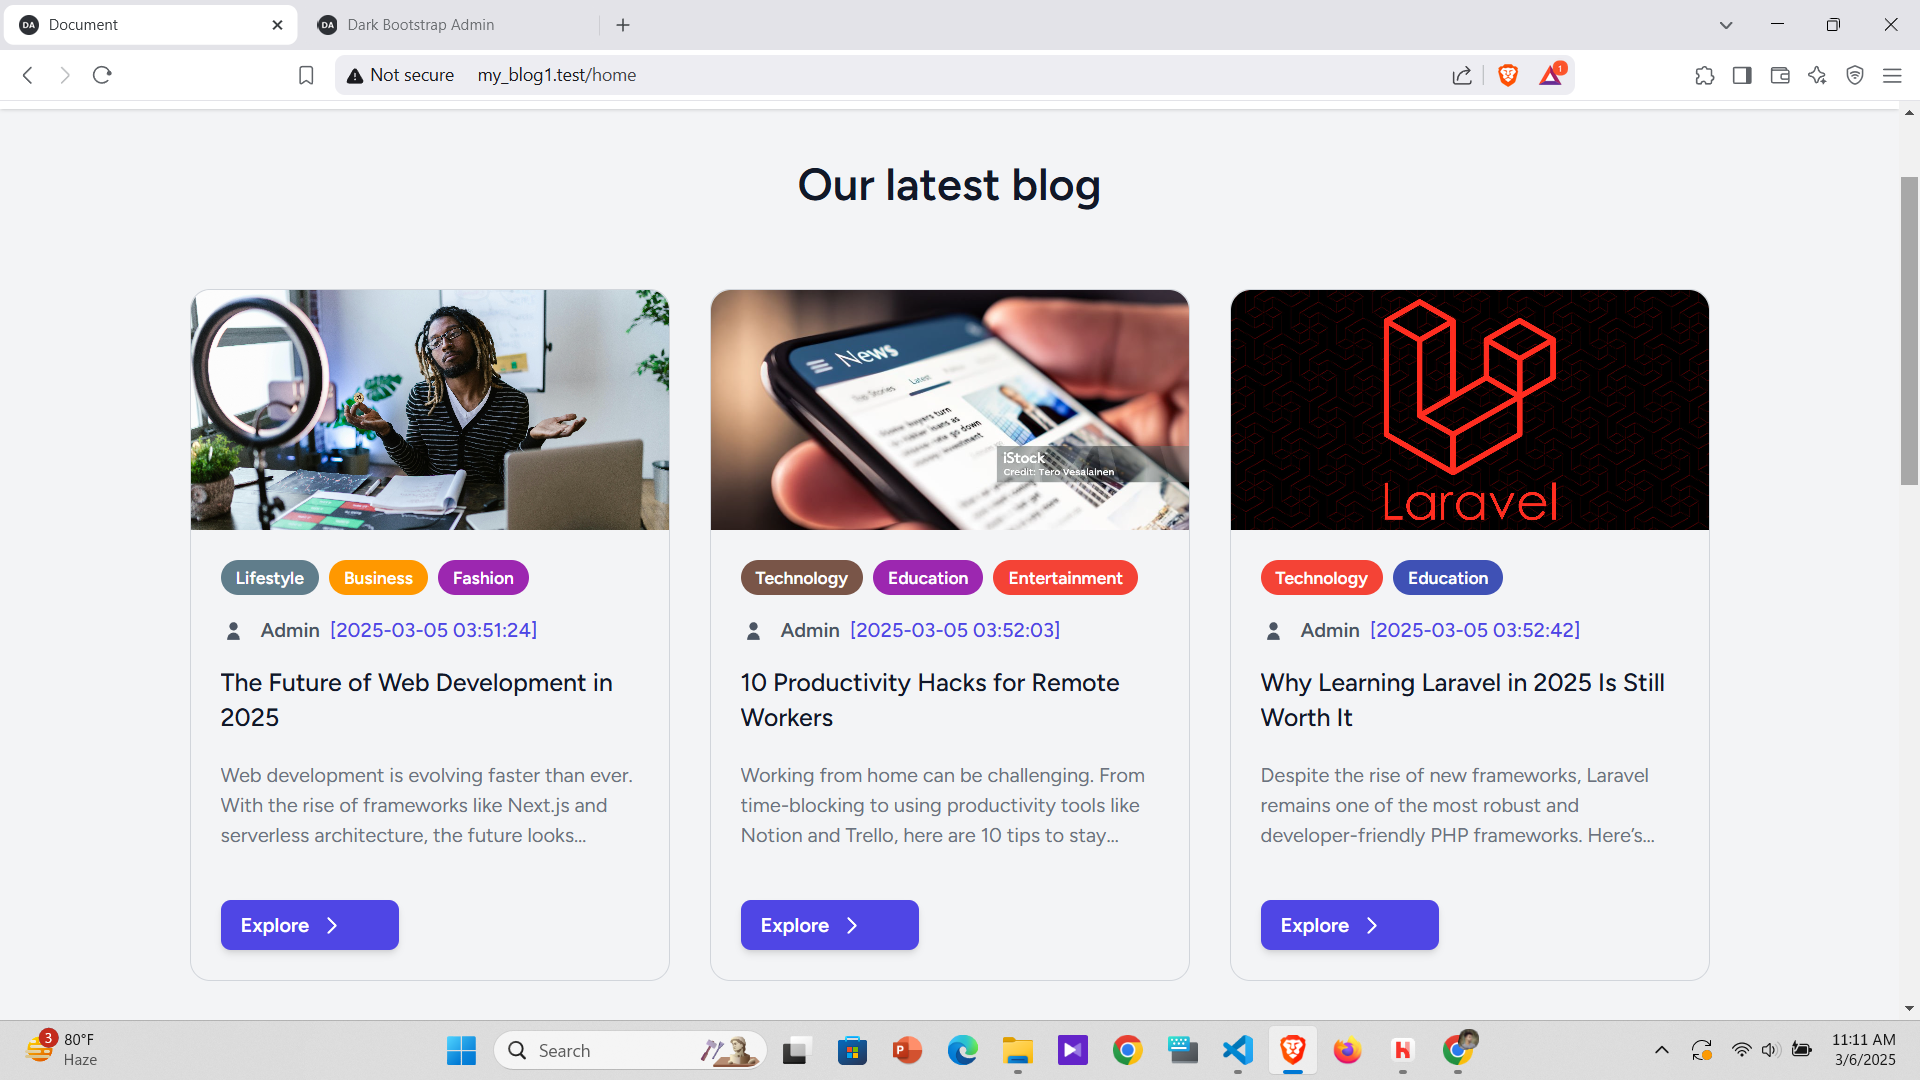 DA Document
DA Dark Bootstrap Admin
Not secure my_blog1.test/home
1
Our latest blog
News
Top Stories Latest
iStock
Credit: Tero Vesalainen
Laravel
Lifestyle Business Fashion
Admin [2025-03-05 03:51:24]
The Future of Web Development in
2025
Web development is evolving faster than ever.
With the rise of frameworks like Next.js and
serverless architecture, the future looks...
Explore
Technology Education Entertainment
Admin [2025-03-05 03:52:03]
10 Productivity Hacks for Remote
Workers
Working from home can be challenging. From
time-blocking to using productivity tools like
Notion and Trello, here are 10 tips to stay...
Explore
Technology Education
Admin [2025-03-05 03:52:42]
Why Learning Laravel in 2025 Is Still
Worth It
Despite the rise of new frameworks, Laravel
remains one of the most robust and
developer-friendly PHP frameworks. Here’s...
Explore
3
80°F
Haze
Search
11:11 AM
3/6/2025